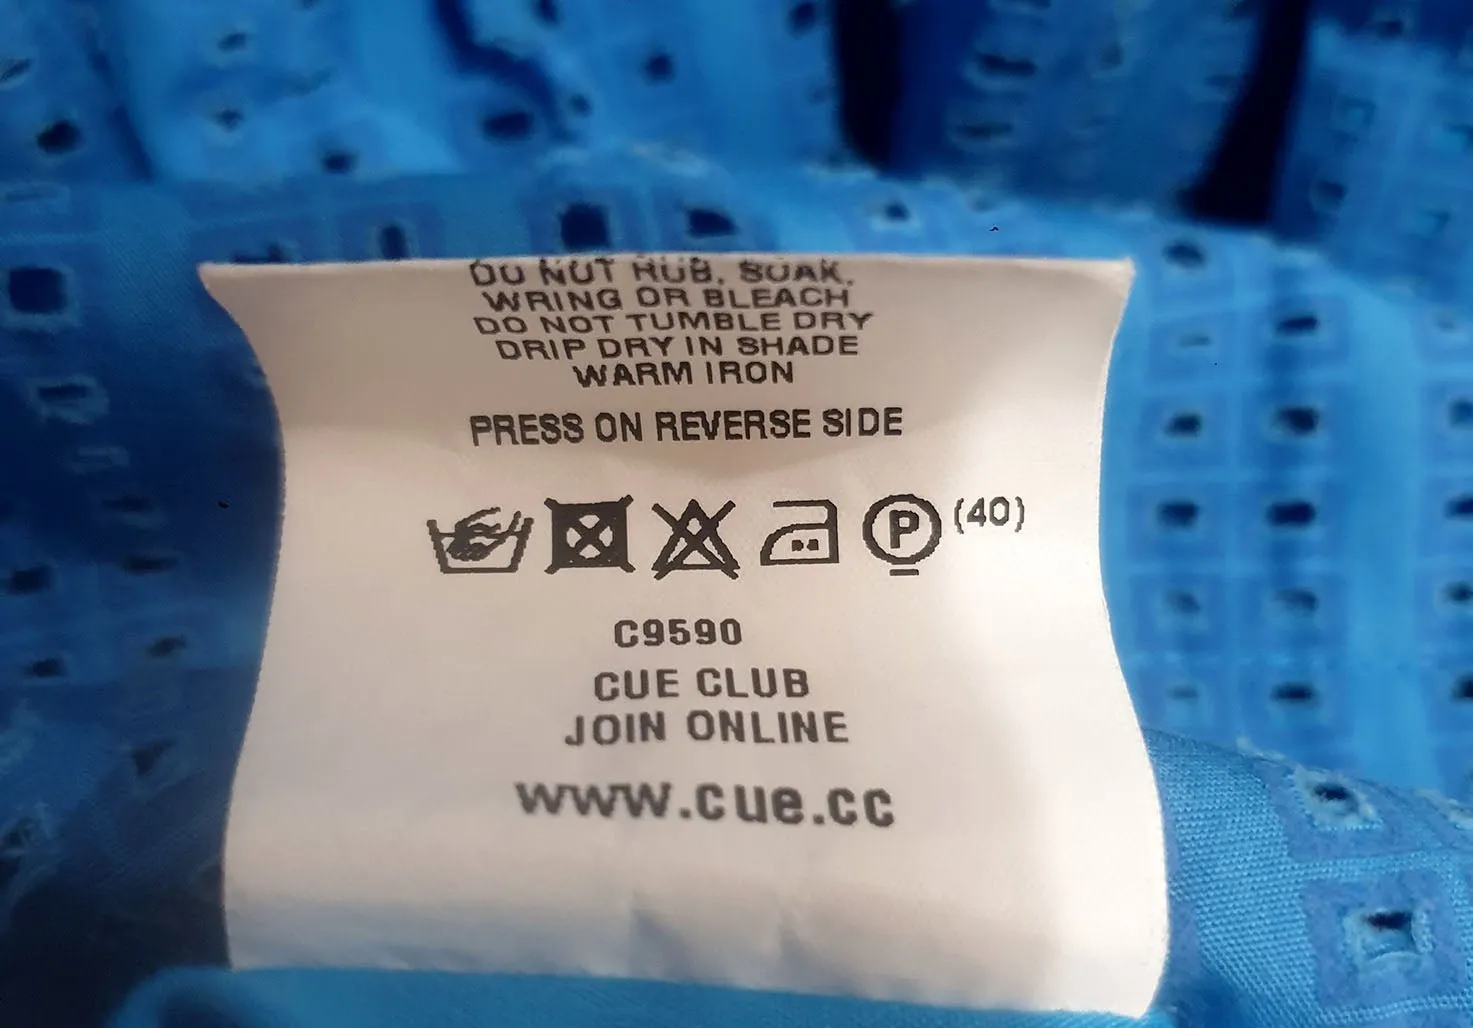 DO NOT RUB, SOAK,
WRING OR BLEACH
DO NOT TUMBLE DRY
DRIP DRY IN SHADE
WARM IRON
PRESS ON REVERSE SIDE
P (40)
C9590
CUE CLUB
JOIN ONLINE
www.cue.cc